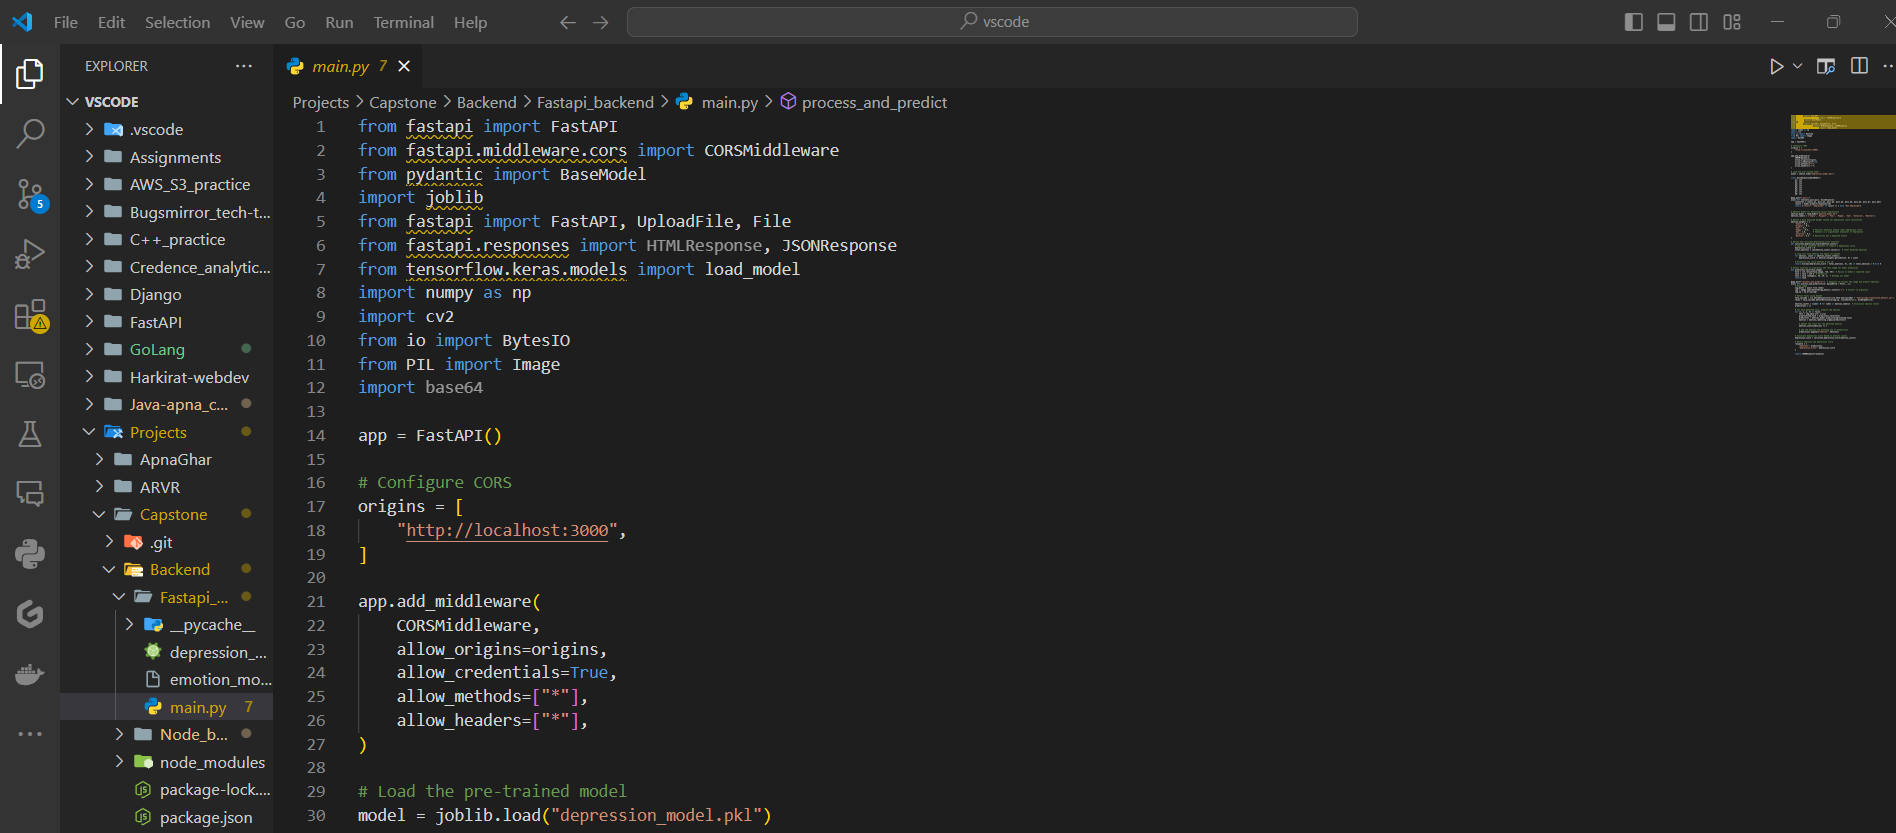 File Edit Selection View Go Run Terminal Help vscode
EXPLORER
main.py 7
VSCODE
Projects > Capstone > Backend > Fastapi_backend > main.py > process_and_predict
.vscode
Assignments
AWS_S3_practice
Bugsmirror_tech-t...
C++_practice
Credence_analytic...
Django
FastAPI
GoLang
Harkirat-webdev
Java-apna_c...
Projects
ApnaGhar
ARVR
Capstone
.git
Backend
Fastapi_...
__pycache__
depression_...
emotion_mo...
main.py 7
Node_b...
node_modules
package-lock....
package.json
5
1 from fastapi import FastAPI
2 from fastapi.middleware.cors import CORSMiddleware
3 from pydantic import BaseModel
4 import joblib
5 from fastapi import FastAPI, UploadFile, File
6 from fastapi.responses import HTMLResponse, JSONResponse
7 from tensorflow.keras.models import load_model
8 import numpy as np
9 import cv2
10 from io import BytesIO
11 from PIL import Image
12 import base64
13
14 app = FastAPI()
15
16 # Configure CORS
17 origins = [
18     "http://localhost:3000",
19 ]
20
21 app.add_middleware(
22     CORSMiddleware,
23     allow_origins=origins,
24     allow_credentials=True,
25     allow_methods=["*"],
26     allow_headers=["*"],
27 )
28
29 # Load the pre-trained model
30 model = joblib.load("depression_model.pkl")